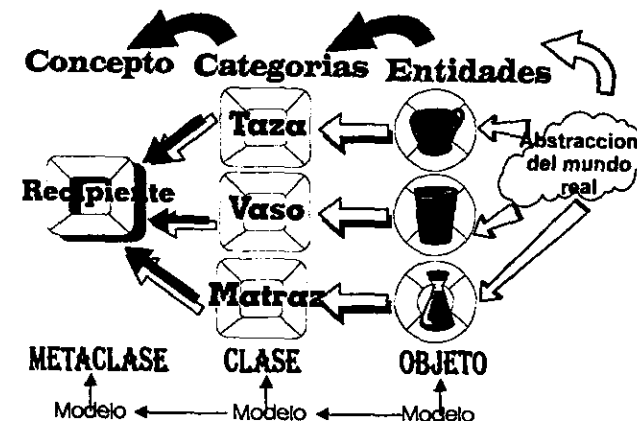 Concepto Categorias Entidades
Taza
Abstraccion
del mundo
real
Recipiente
Vaso
Matraz
METACLASE CLASE OBJETO
Modelo Modelo Modelo